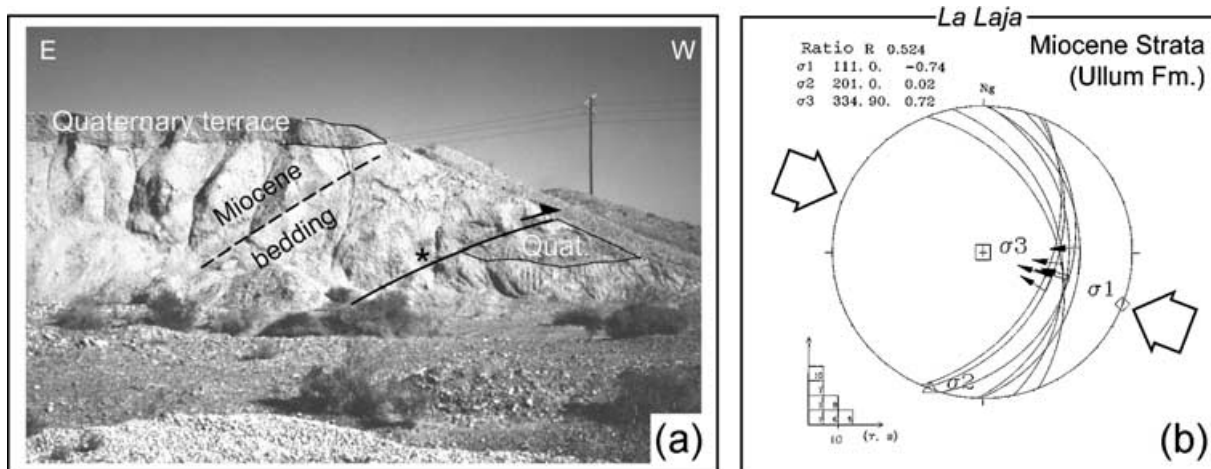 E
W
Quaternary terrace
Miocene
bedding
*
Quat.
(a)
La Laja
Miocene Strata
(Ullum Fm.)
Ratio R 0.524
σ1 111. 0. -0.74
σ2 201. 0. 0.02
σ3 334. 90. 0.72
Ng
σ3
σ1
σ2
10
(τ, s)
(b)